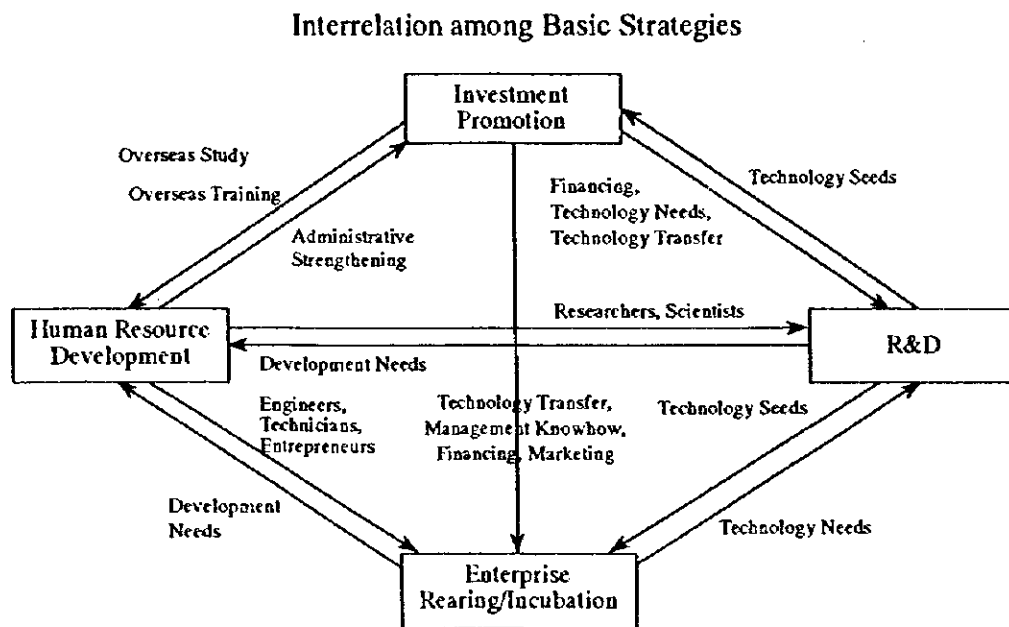 Interrelation among Basic Strategies
Investment
Promotion
Overseas Study
Overseas Training
Administrative
Strengthening
Financing,
Technology Needs,
Technology Transfer
Technology Seeds
Human Resource
Development
Researchers, Scientists
R&D
Development Needs
Engineers,
Technicians,
Entrepreneurs
Technology Transfer,
Management Knowhow,
Financing, Marketing
Technology Seeds
Development
Needs
Technology Needs
Enterprise
Rearing/Incubation